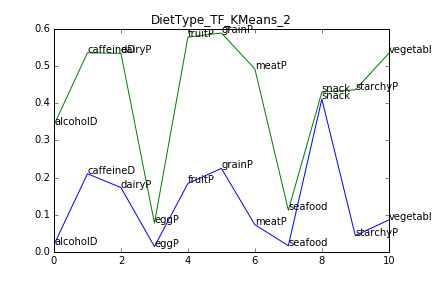 DietType_TF_KMeans_2
0.6
0.5
0.4
0.3
0.2
0.1
0.0
0
2
4
6
8
10
alcoholD
caffeineD
dairyP
eggP
fruitP
grainP
meatP
seafood
snack
starchyP
vegetabl
alcoholD
caffeineD
dairyP
eggP
fruitP
grainP
meatP
seafood
snack
starchyP
vegetabl